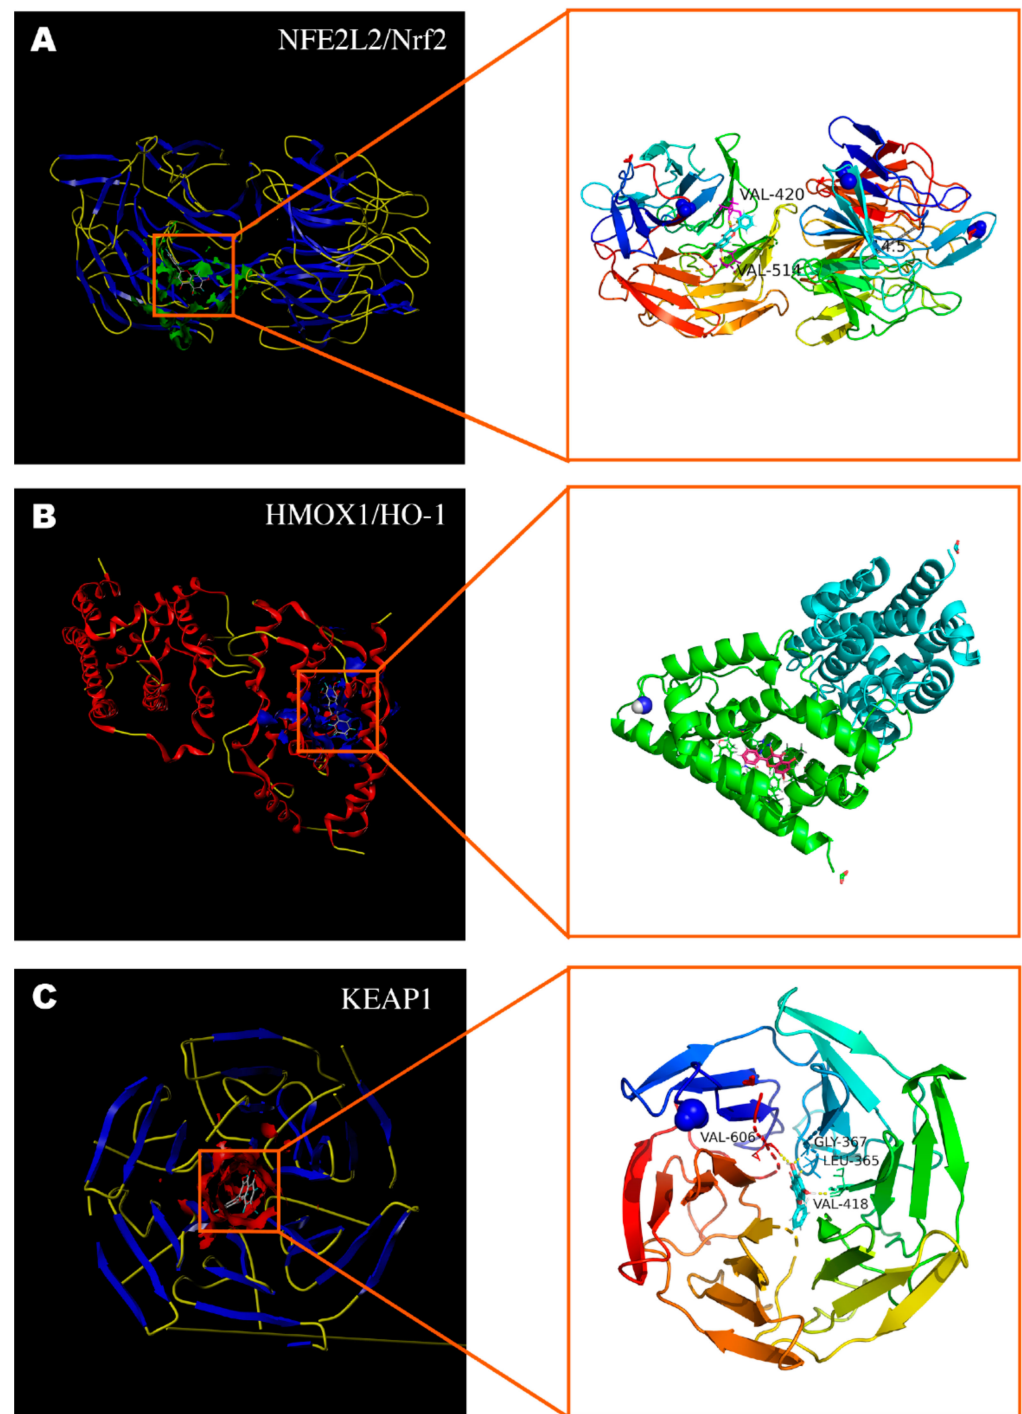 A
NFE2L2/Nrf2
VAL-420
4.5
VAL-514
B
HMOX1/HO-1
C
KEAP1
VAL-606
GLY-367
LEU-365
VAL-418